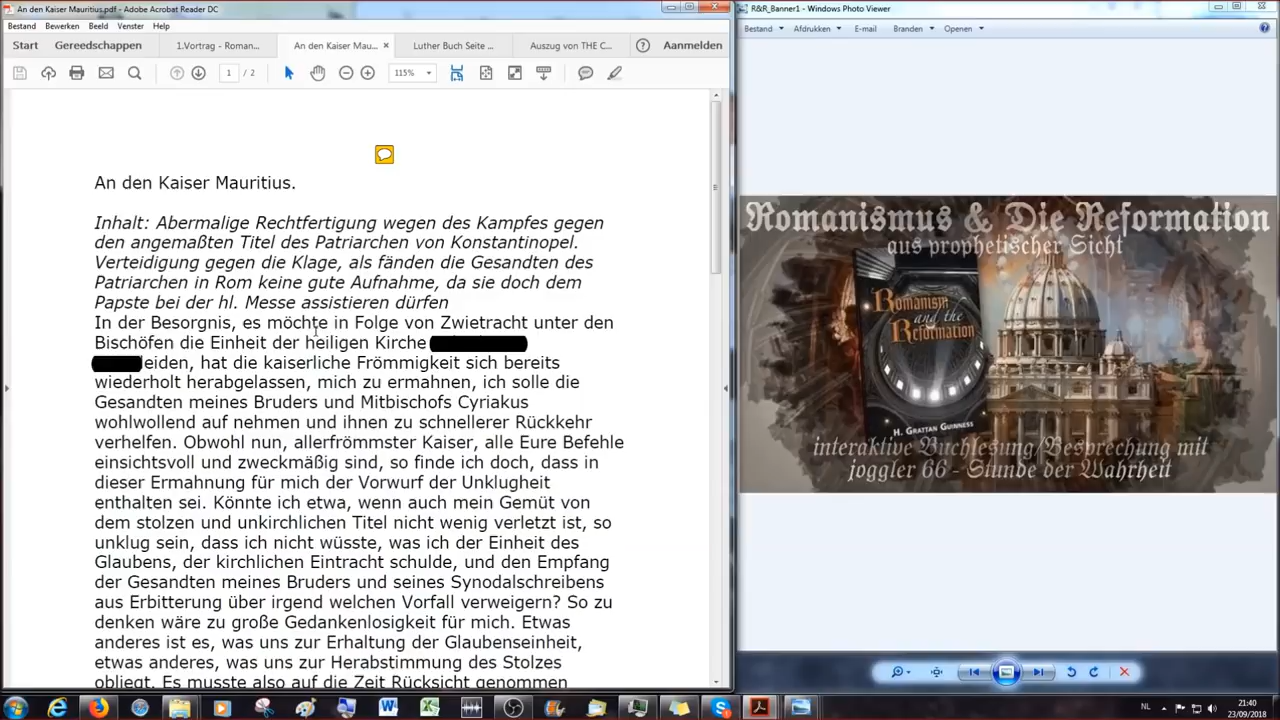 An den Kaiser Mauritius.pdf - Adobe Acrobat Reader DC
Bestand Bewerken Beeld Venster Help
Start Gereedschappen 1.Vortrag - Roman... An den Kaiser Mau... × Luther Buch Seite ... Auszug von THE C... Aanmelden
1 / 2 115%
An den Kaiser Mauritius.
Inhalt: Abermalige Rechtfertigung wegen des Kampfes gegen
den angemaßten Titel des Patriarchen von Konstantinopel.
Verteidigung gegen die Klage, als fänden die Gesandten des
Patriarchen in Rom keine gute Aufnahme, da sie doch dem
Papste bei der hl. Messe assistieren dürfen
In der Besorgnis, es möchte in Folge von Zwietracht unter den
Bischöfen die Einheit der heiligen Kirche
leiden, hat die kaiserliche Frömmigkeit sich bereits
wiederholt herabgelassen, mich zu ermahnen, ich solle die
Gesandten meines Bruders und Mitbischofs Cyriakus
wohlwollend auf nehmen und ihnen zu schnellerer Rückkehr
verhelfen. Obwohl nun, allerfrömmster Kaiser, alle Eure Befehle
einsichtsvoll und zweckmäßig sind, so finde ich doch, dass in
dieser Ermahnung für mich der Vorwurf der Unklugheit
enthalten sei. Könnte ich etwa, wenn auch mein Gemüt von
dem stolzen und unkirchlichen Titel nicht wenig verletzt ist, so
unklug sein, dass ich nicht wüsste, was ich der Einheit des
Glaubens, der kirchlichen Eintracht schulde, und den Empfang
der Gesandten meines Bruders und seines Synodalschreibens
aus Erbitterung über irgend welchen Vorfall verweigern? So zu
denken wäre zu große Gedankenlosigkeit für mich. Etwas
anderes ist es, was uns zur Erhaltung der Glaubenseinheit,
etwas anderes, was uns zur Herabstimmung des Stolzes
obliegt. Es musste also auf die Zeit Rücksicht genommen
R&R_Banner1 - Windows Photo Viewer
Bestand Afdrukken E-mail Branden Openen
Romanismus & Die Reformation
aus prophetischer Sicht
Romanism
and the
Reformation
H. GRATTAN GUINNESS
interaktive Buchlesung/Besprechung mit
joggler 66 - Stunde der Wahrheit
NL 21:40
23/09/2018